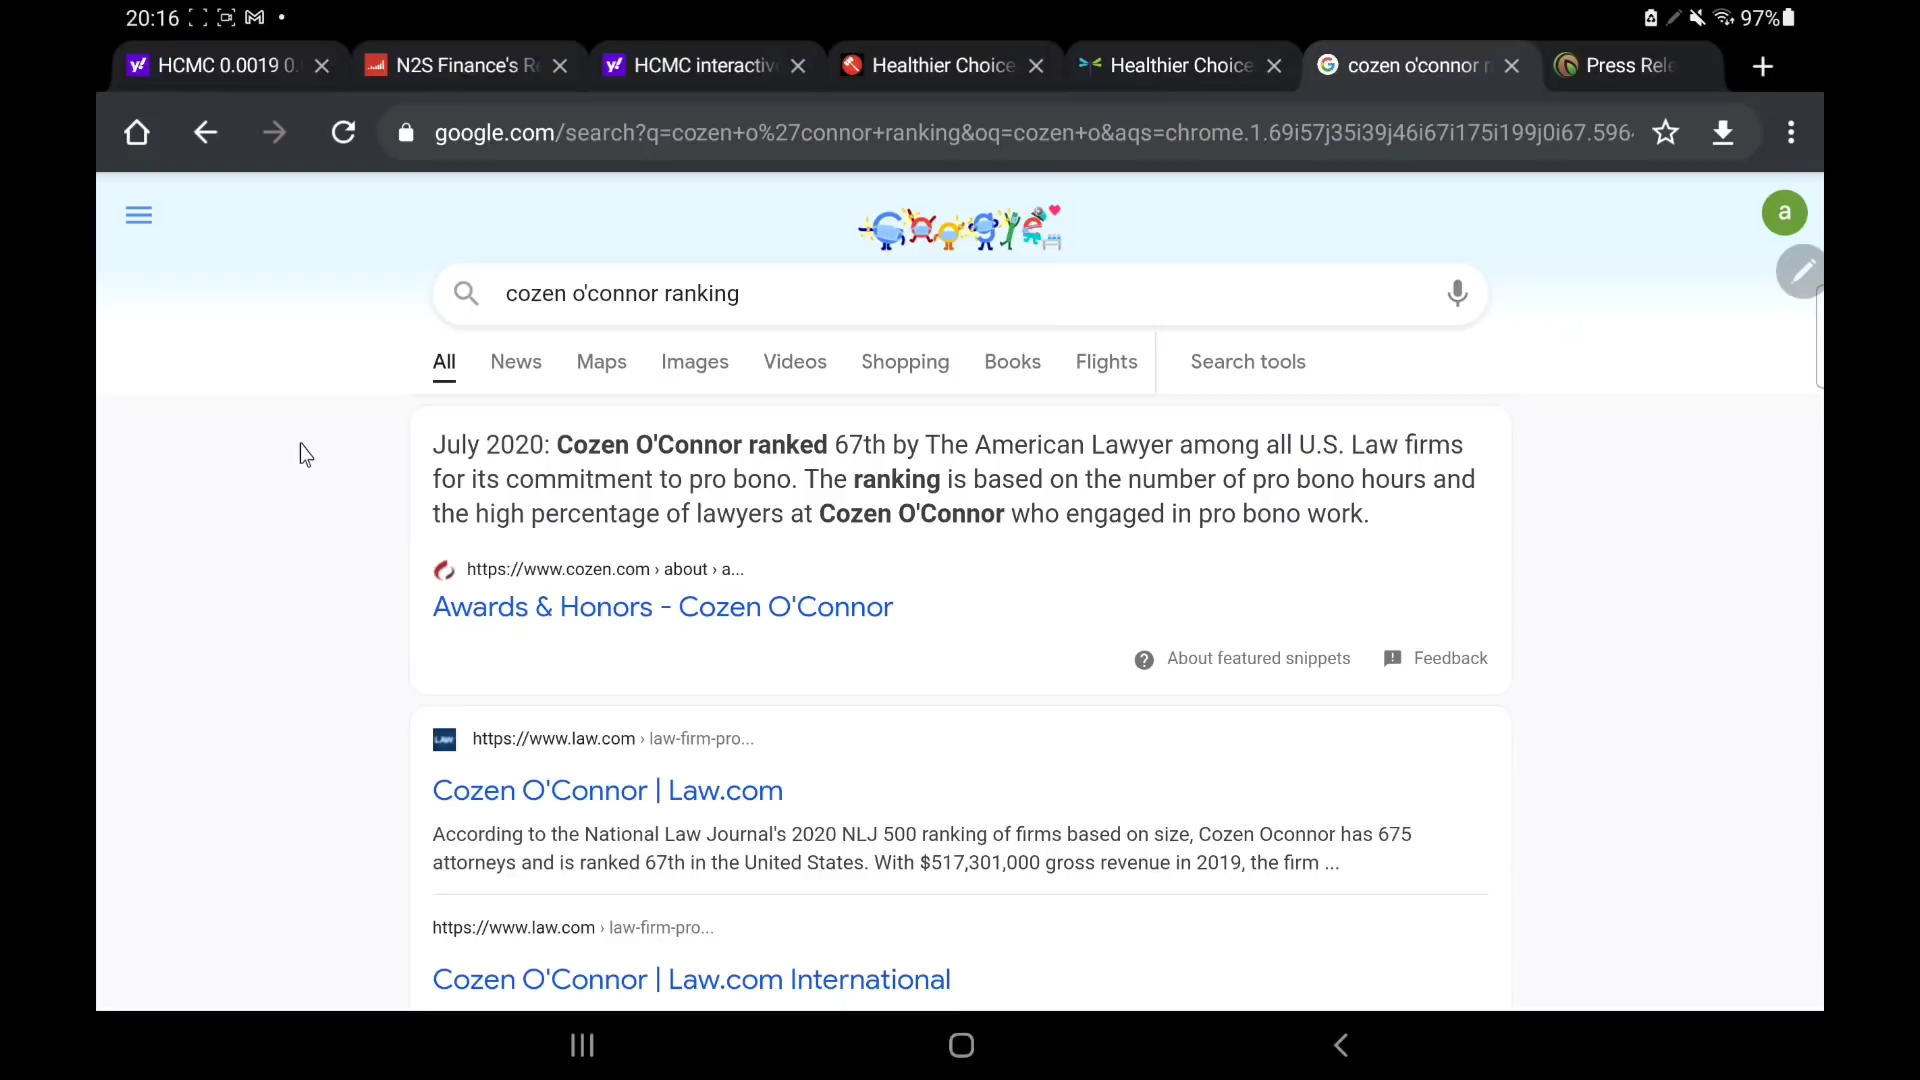 20:16
97%
HCMC 0.0019 0.
N2S Finance's R
HCMC interactiv
Healthier Choice
Healthier Choice
cozen o'connor r
Press Rele
google.com/search?q=cozen+o%27connor+ranking&oq=cozen+o&aqs=chrome.1.69i57j35i39j46i67i175i199j0i67.596
Google
a
cozen o'connor ranking
All
News
Maps
Images
Videos
Shopping
Books
Flights
Search tools
July 2020: Cozen O'Connor ranked 67th by The American Lawyer among all U.S. Law firms
for its commitment to pro bono. The ranking is based on the number of pro bono hours and
the high percentage of lawyers at Cozen O'Connor who engaged in pro bono work.
https://www.cozen.com › about › a...
Awards & Honors - Cozen O'Connor
About featured snippets
Feedback
LAW
https://www.law.com › law-firm-pro...
Cozen O'Connor | Law.com
According to the National Law Journal's 2020 NLJ 500 ranking of firms based on size, Cozen Oconnor has 675
attorneys and is ranked 67th in the United States. With $517,301,000 gross revenue in 2019, the firm ...
https://www.law.com › law-firm-pro...
Cozen O'Connor | Law.com International